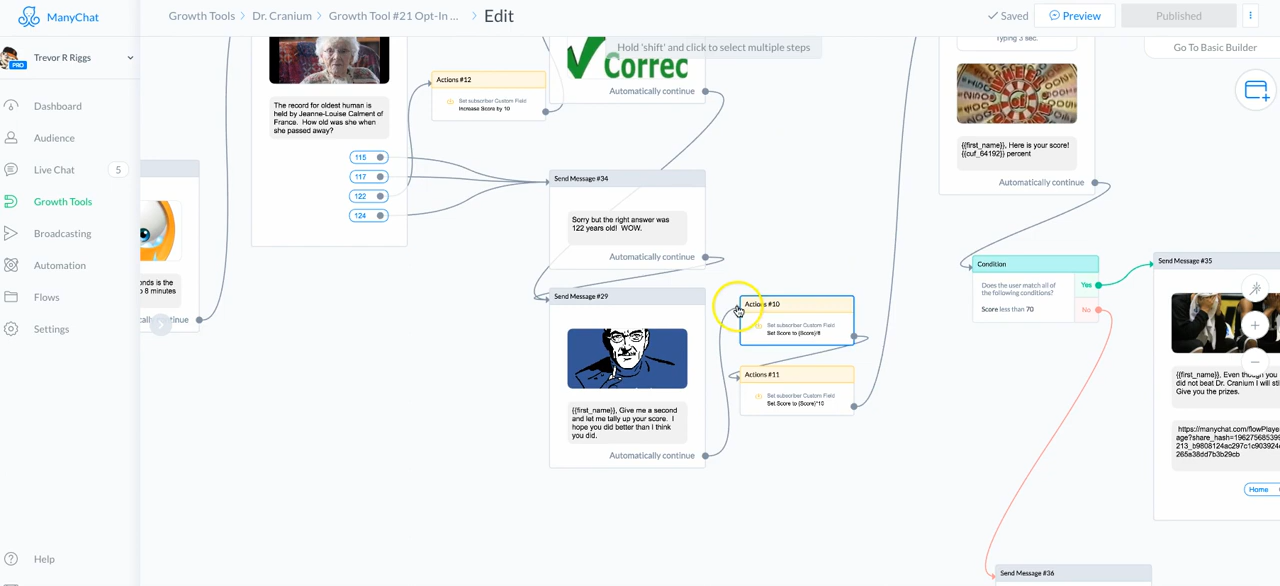 ManyChat
Growth Tools
Dr. Cranium
Growth Tool #21 Opt-In ...
Edit
Saved
Preview
Published
Hold 'shift' and click to select multiple steps
Go To Basic Builder
Trevor R Riggs
PRO
Dashboard
Audience
Live Chat
5
Growth Tools
Broadcasting
Automation
Flows
Settings
Help
onds is the
o 8 minutes
The record for oldest human is
held by Jeanne-Louise Calment of
France. How old was she when
she passed away?
115
117
122
124
Actions #12
Set subscriber Custom Field
Increase Score by 10
Correc
Automatically continue
Send Message #34
Sorry but the right answer was
122 years old! WOW.
Automatically continue
Send Message #29
{{first_name}}, Give me a second
and let me tally up your score. I
hope you did better than I think
you did.
Automatically continue
Actions #10
Set subscriber Custom Field
Actions #11
Set subscriber Custom Field
Set Score to {Score}*10
Typing 3 sec.
{{first_name}}, Here is your score!
{{cuf_64192}} percent
Automatically continue
Condition
Does the user match all of
the following conditions?
Score less than 70
Yes
No
Send Message #35
{{first_name}}, Even though you
did not beat Dr. Cranium I will sti
Give you the prizes.
https://manychat.com/flowPlaye
age?share_hash=19627568539
213_b9808124ac297c1c903924
265a38dd7b3b29cb
Home
Send Message #36